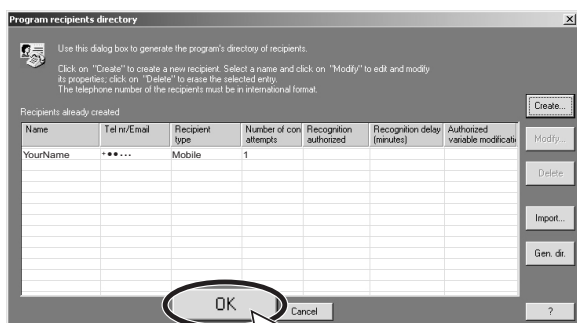 Program recipients directory
Use this dialog box to generate the program's directory of recipients.
Click on "Create" to create a new recipient. Select a name and click on "Modify" to edit and modify
its properties; click on "Delete" to erase the selected entry.
The telephone number of the recipients must be in international format.
Recipients already created
Name Tel nr/Email Recipient type Number of con attempts Recognition authorized Recognition delay (minutes) Authorized variable modificati
YourName +••··· Mobile 1
Create...
Modify...
Delete
Import...
Gen. dir.
OK
Cancel
?